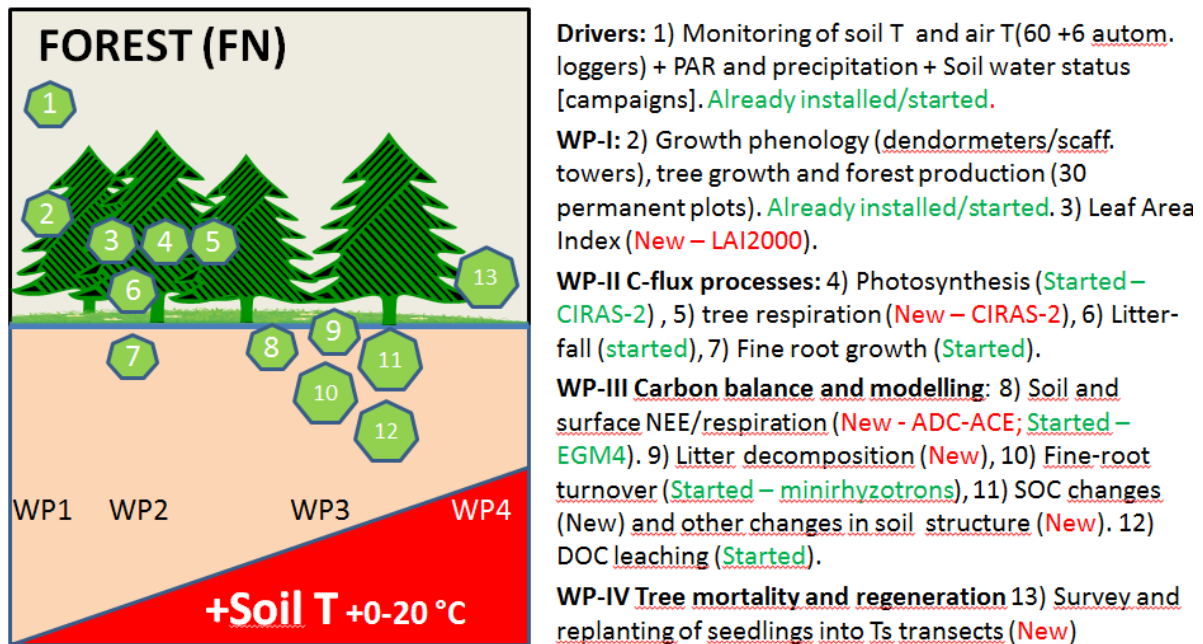 FOREST (FN)
1
2
3
4
5
6
13
7
8
9
10
11
12
WP1
WP2
WP3
WP4
+Soil T +0-20 °C
Drivers: 1) Monitoring of soil T and air T(60 +6 autom.
loggers) + PAR and precipitation + Soil water status
[campaigns]. Already installed/started.
WP-I: 2) Growth phenology (dendormeters/scaff.
towers), tree growth and forest production (30
permanent plots). Already installed/started. 3) Leaf Area
Index (New – LAI2000).
WP-II C-flux processes: 4) Photosynthesis (Started –
CIRAS-2) , 5) tree respiration (New – CIRAS-2), 6) Litter-
fall (started), 7) Fine root growth (Started).
WP-III Carbon balance and modelling: 8) Soil and
surface NEE/respiration (New - ADC-ACE; Started –
EGM4). 9) Litter decomposition (New), 10) Fine-root
turnover (Started – minirhyzotrons), 11) SOC changes
(New) and other changes in soil structure (New). 12)
DOC leaching (Started).
WP-IV Tree mortality and regeneration 13) Survey and
replanting of seedlings into Ts transects (New)